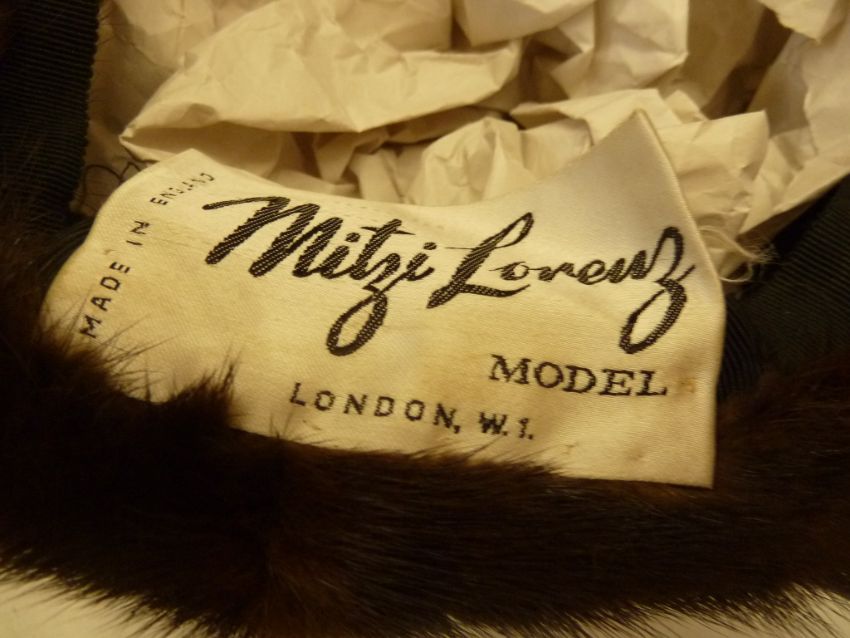 MADE IN ENGLAND
Mitzi Lorenz
MODEL
LONDON, W.1.